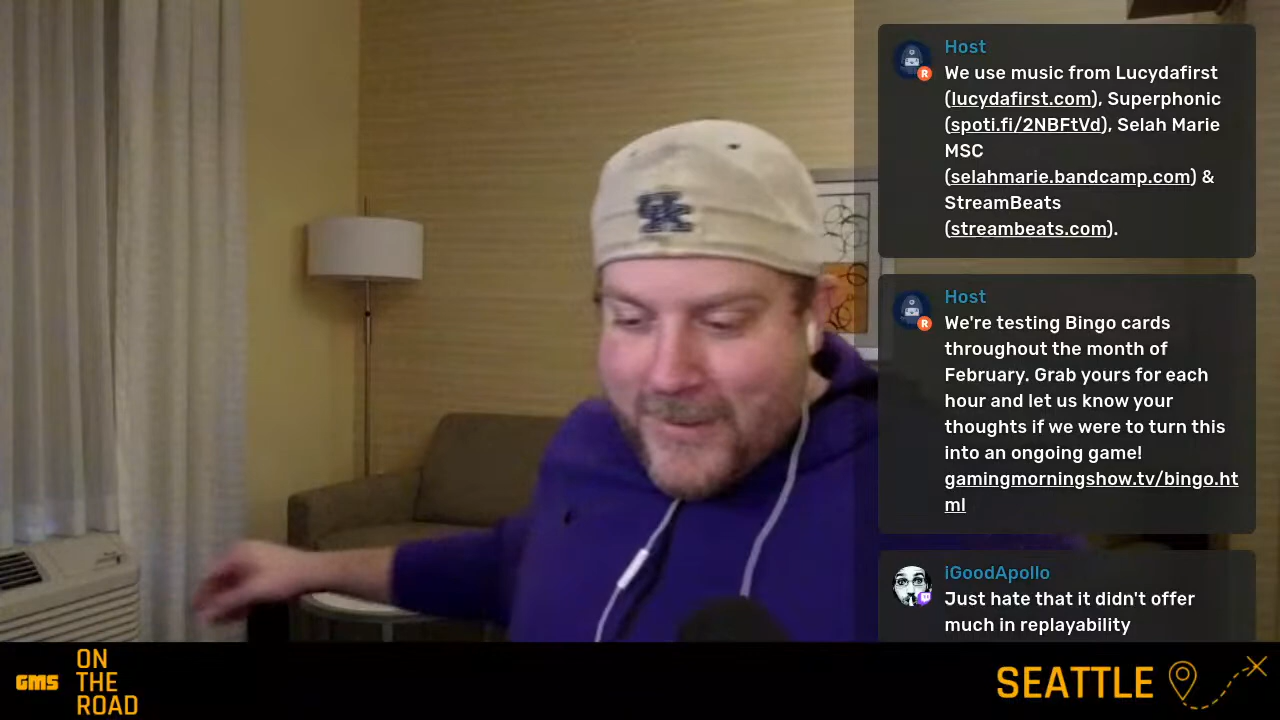 UK
Host
We use music from Lucydafirst
(lucydafirst.com), Superphonic
(spoti.fi/2NBFtVd), Selah Marie
MSC
(selahmarie.bandcamp.com) &
StreamBeats
(streambeats.com).
Host
We're testing Bingo cards
throughout the month of
February. Grab yours for each
hour and let us know your
thoughts if we were to turn this
into an ongoing game!
gamingmorningshow.tv/bingo.ht
ml
iGoodApollo
Just hate that it didn't offer
much in replayability
GMS
ON
THE
ROAD
SEATTLE